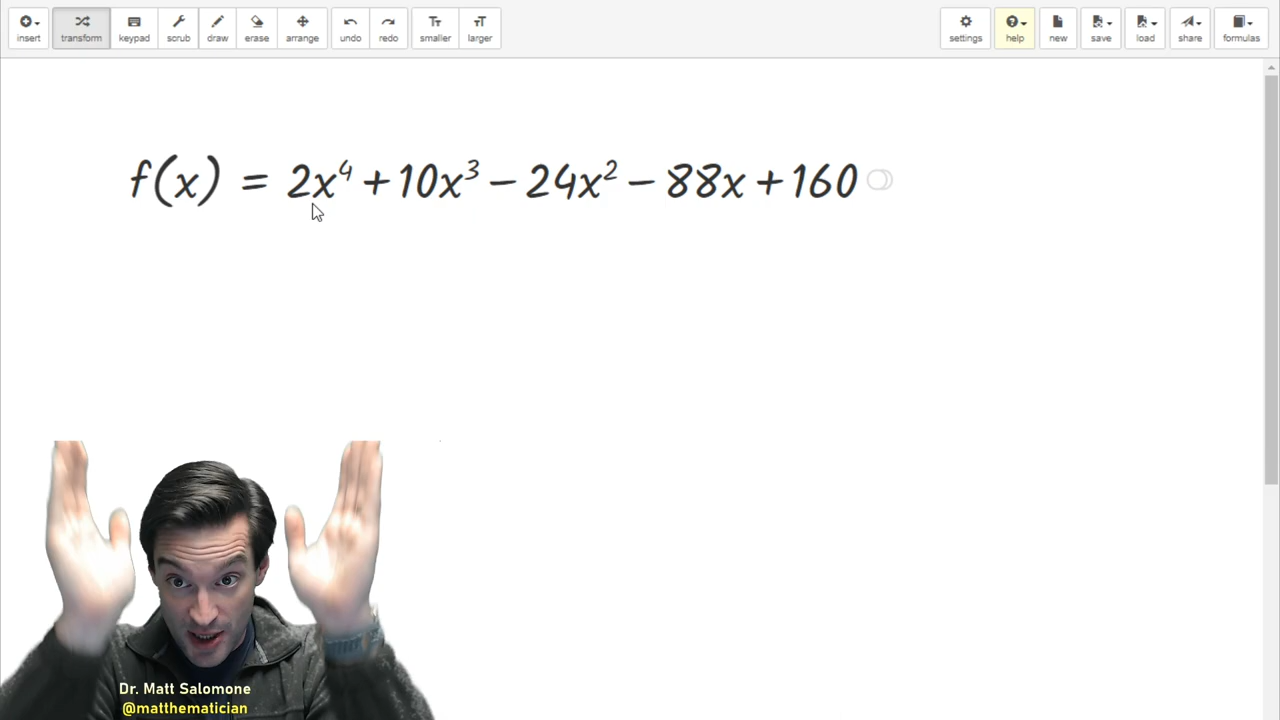 insert transform keypad scrub draw erase arrange undo redo smaller larger settings help new save load share formulas
f(x) = 2x⁴ + 10x³ − 24x² − 88x + 160
Dr. Matt Salomone
@matthematician